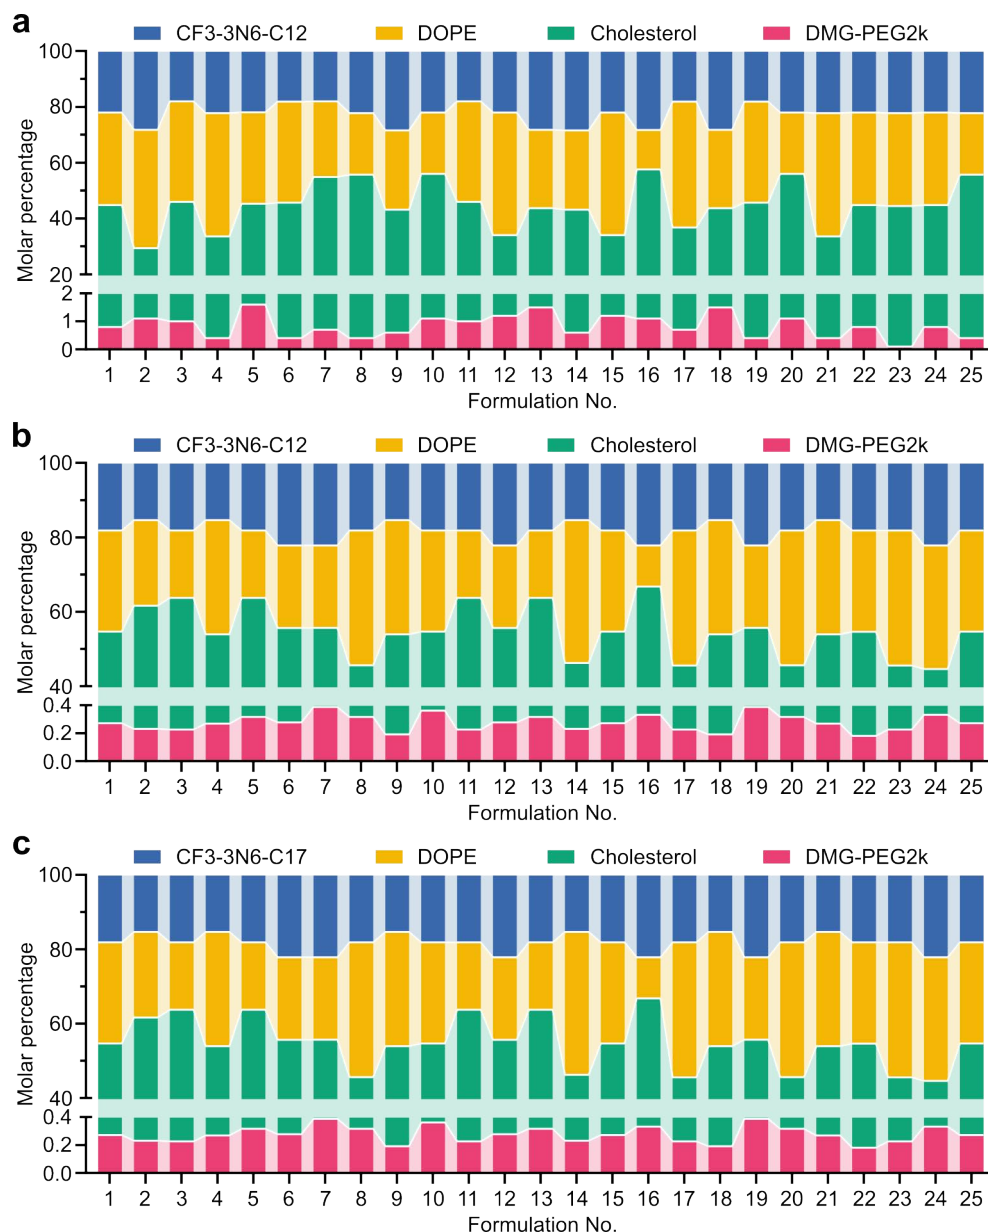 a
CF3-3N6-C12 DOPE Cholesterol DMG-PEG2k
Molar percentage
100
80
60
40
20
2
1
0
1 2 3 4 5 6 7 8 9 10 11 12 13 14 15 16 17 18 19 20 21 22 23 24 25
Formulation No.
b
CF3-3N6-C12 DOPE Cholesterol DMG-PEG2k
Molar percentage
100
80
60
40
0.4
0.2
0.0
1 2 3 4 5 6 7 8 9 10 11 12 13 14 15 16 17 18 19 20 21 22 23 24 25
Formulation No.
c
CF3-3N6-C17 DOPE Cholesterol DMG-PEG2k
Molar percentage
100
80
60
40
0.4
0.2
0.0
1 2 3 4 5 6 7 8 9 10 11 12 13 14 15 16 17 18 19 20 21 22 23 24 25
Formulation No.